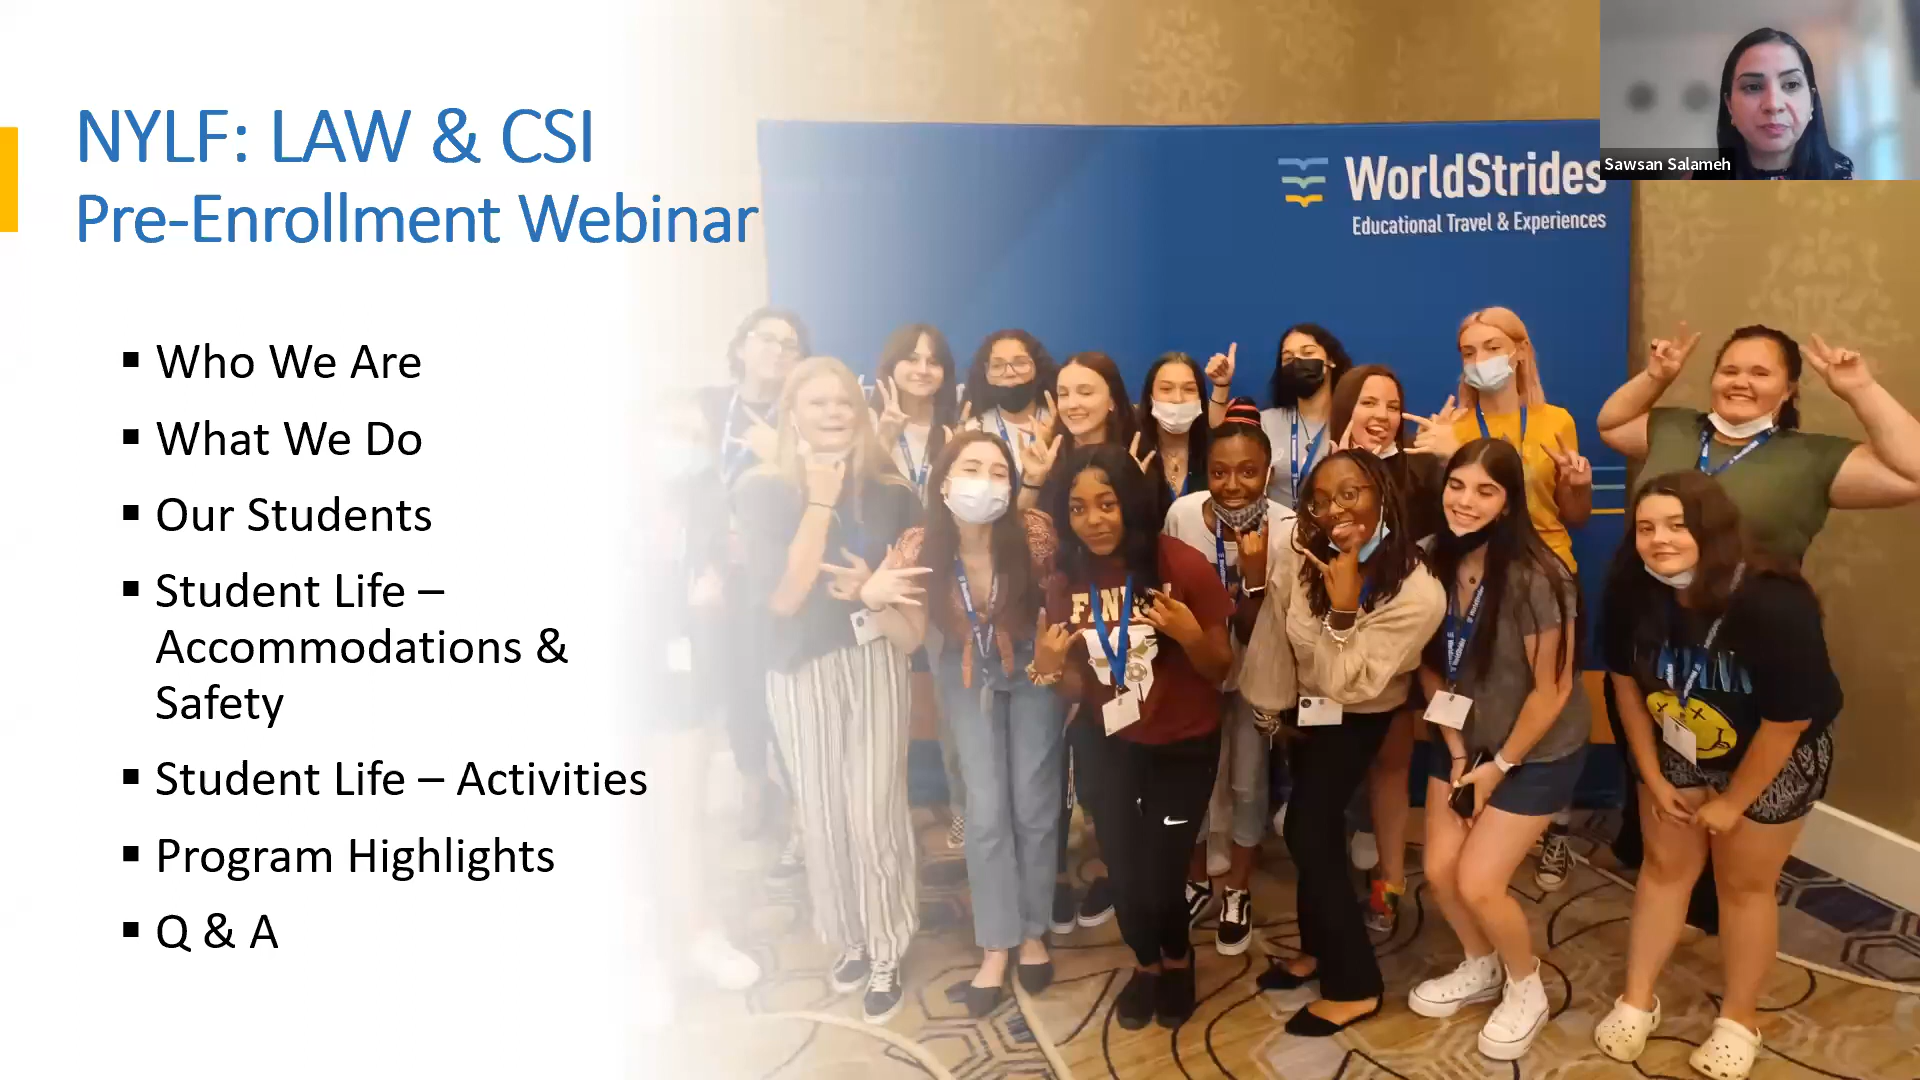 NYLF: LAW & CSI
Pre-Enrollment Webinar
▪ Who We Are
▪ What We Do
▪ Our Students
▪ Student Life –
Accommodations &
Safety
▪ Student Life – Activities
▪ Program Highlights
▪ Q & A
WorldStrides
Educational Travel & Experiences
Sawsan Salameh